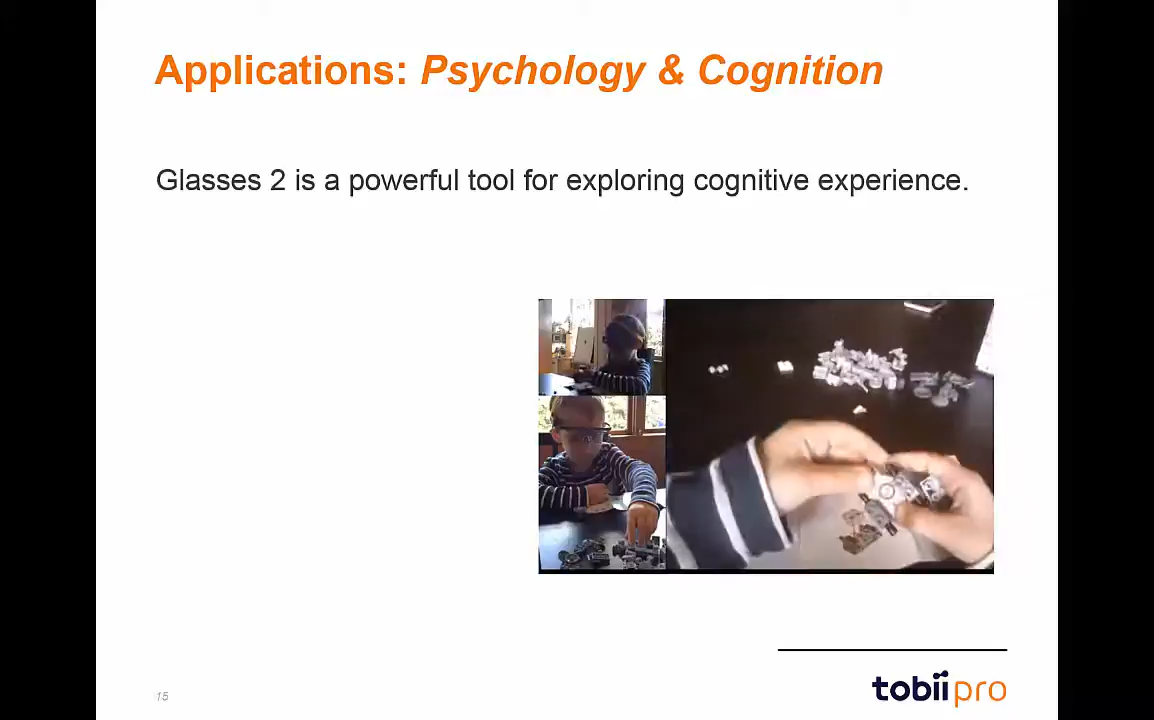 Applications: Psychology & Cognition
Glasses 2 is a powerful tool for exploring cognitive experience.
15
tobii pro